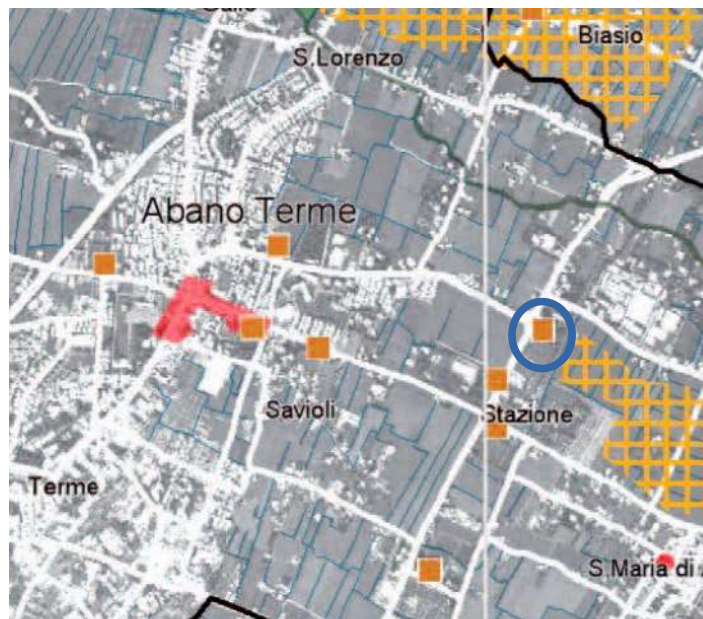 Biasio
S.Lorenzo
Abano Terme
Savioli
Stazione
Terme
S.Maria di